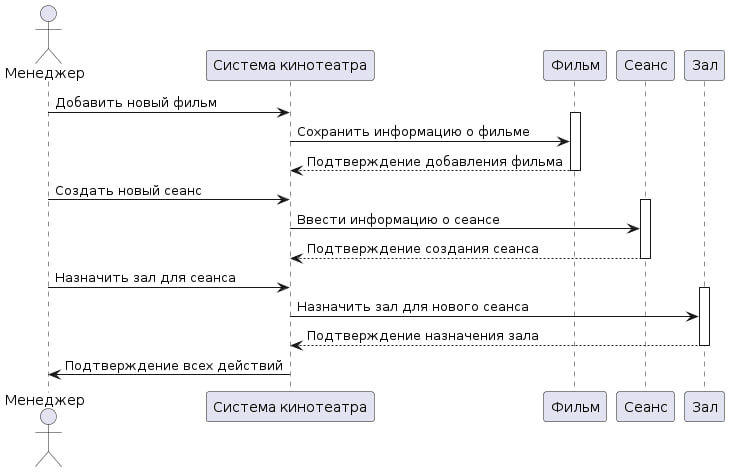 Менеджер
Система кинотеатра
Фильм
Сеанс
Зал
Добавить новый фильм
Сохранить информацию о фильме
Подтверждение добавления фильма
Создать новый сеанс
Ввести информацию о сеансе
Подтверждение создания сеанса
Назначить зал для сеанса
Назначить зал для нового сеанса
Подтверждение назначения зала
Подтверждение всех действий
Менеджер
Система кинотеатра
Фильм
Сеанс
Зал